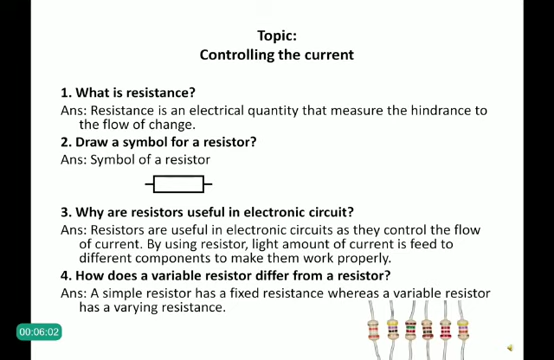 Topic:
Controlling the current
1. What is resistance?
Ans: Resistance is an electrical quantity that measure the hindrance to
the flow of change.
2. Draw a symbol for a resistor?
Ans: Symbol of a resistor
3. Why are resistors useful in electronic circuit?
Ans: Resistors are useful in electronic circuits as they control the flow
of current. By using resistor, light amount of current is feed to
different components to make them work properly.
4. How does a variable resistor differ from a resistor?
Ans: A simple resistor has a fixed resistance whereas a variable resistor
has a varying resistance.
00:06:02